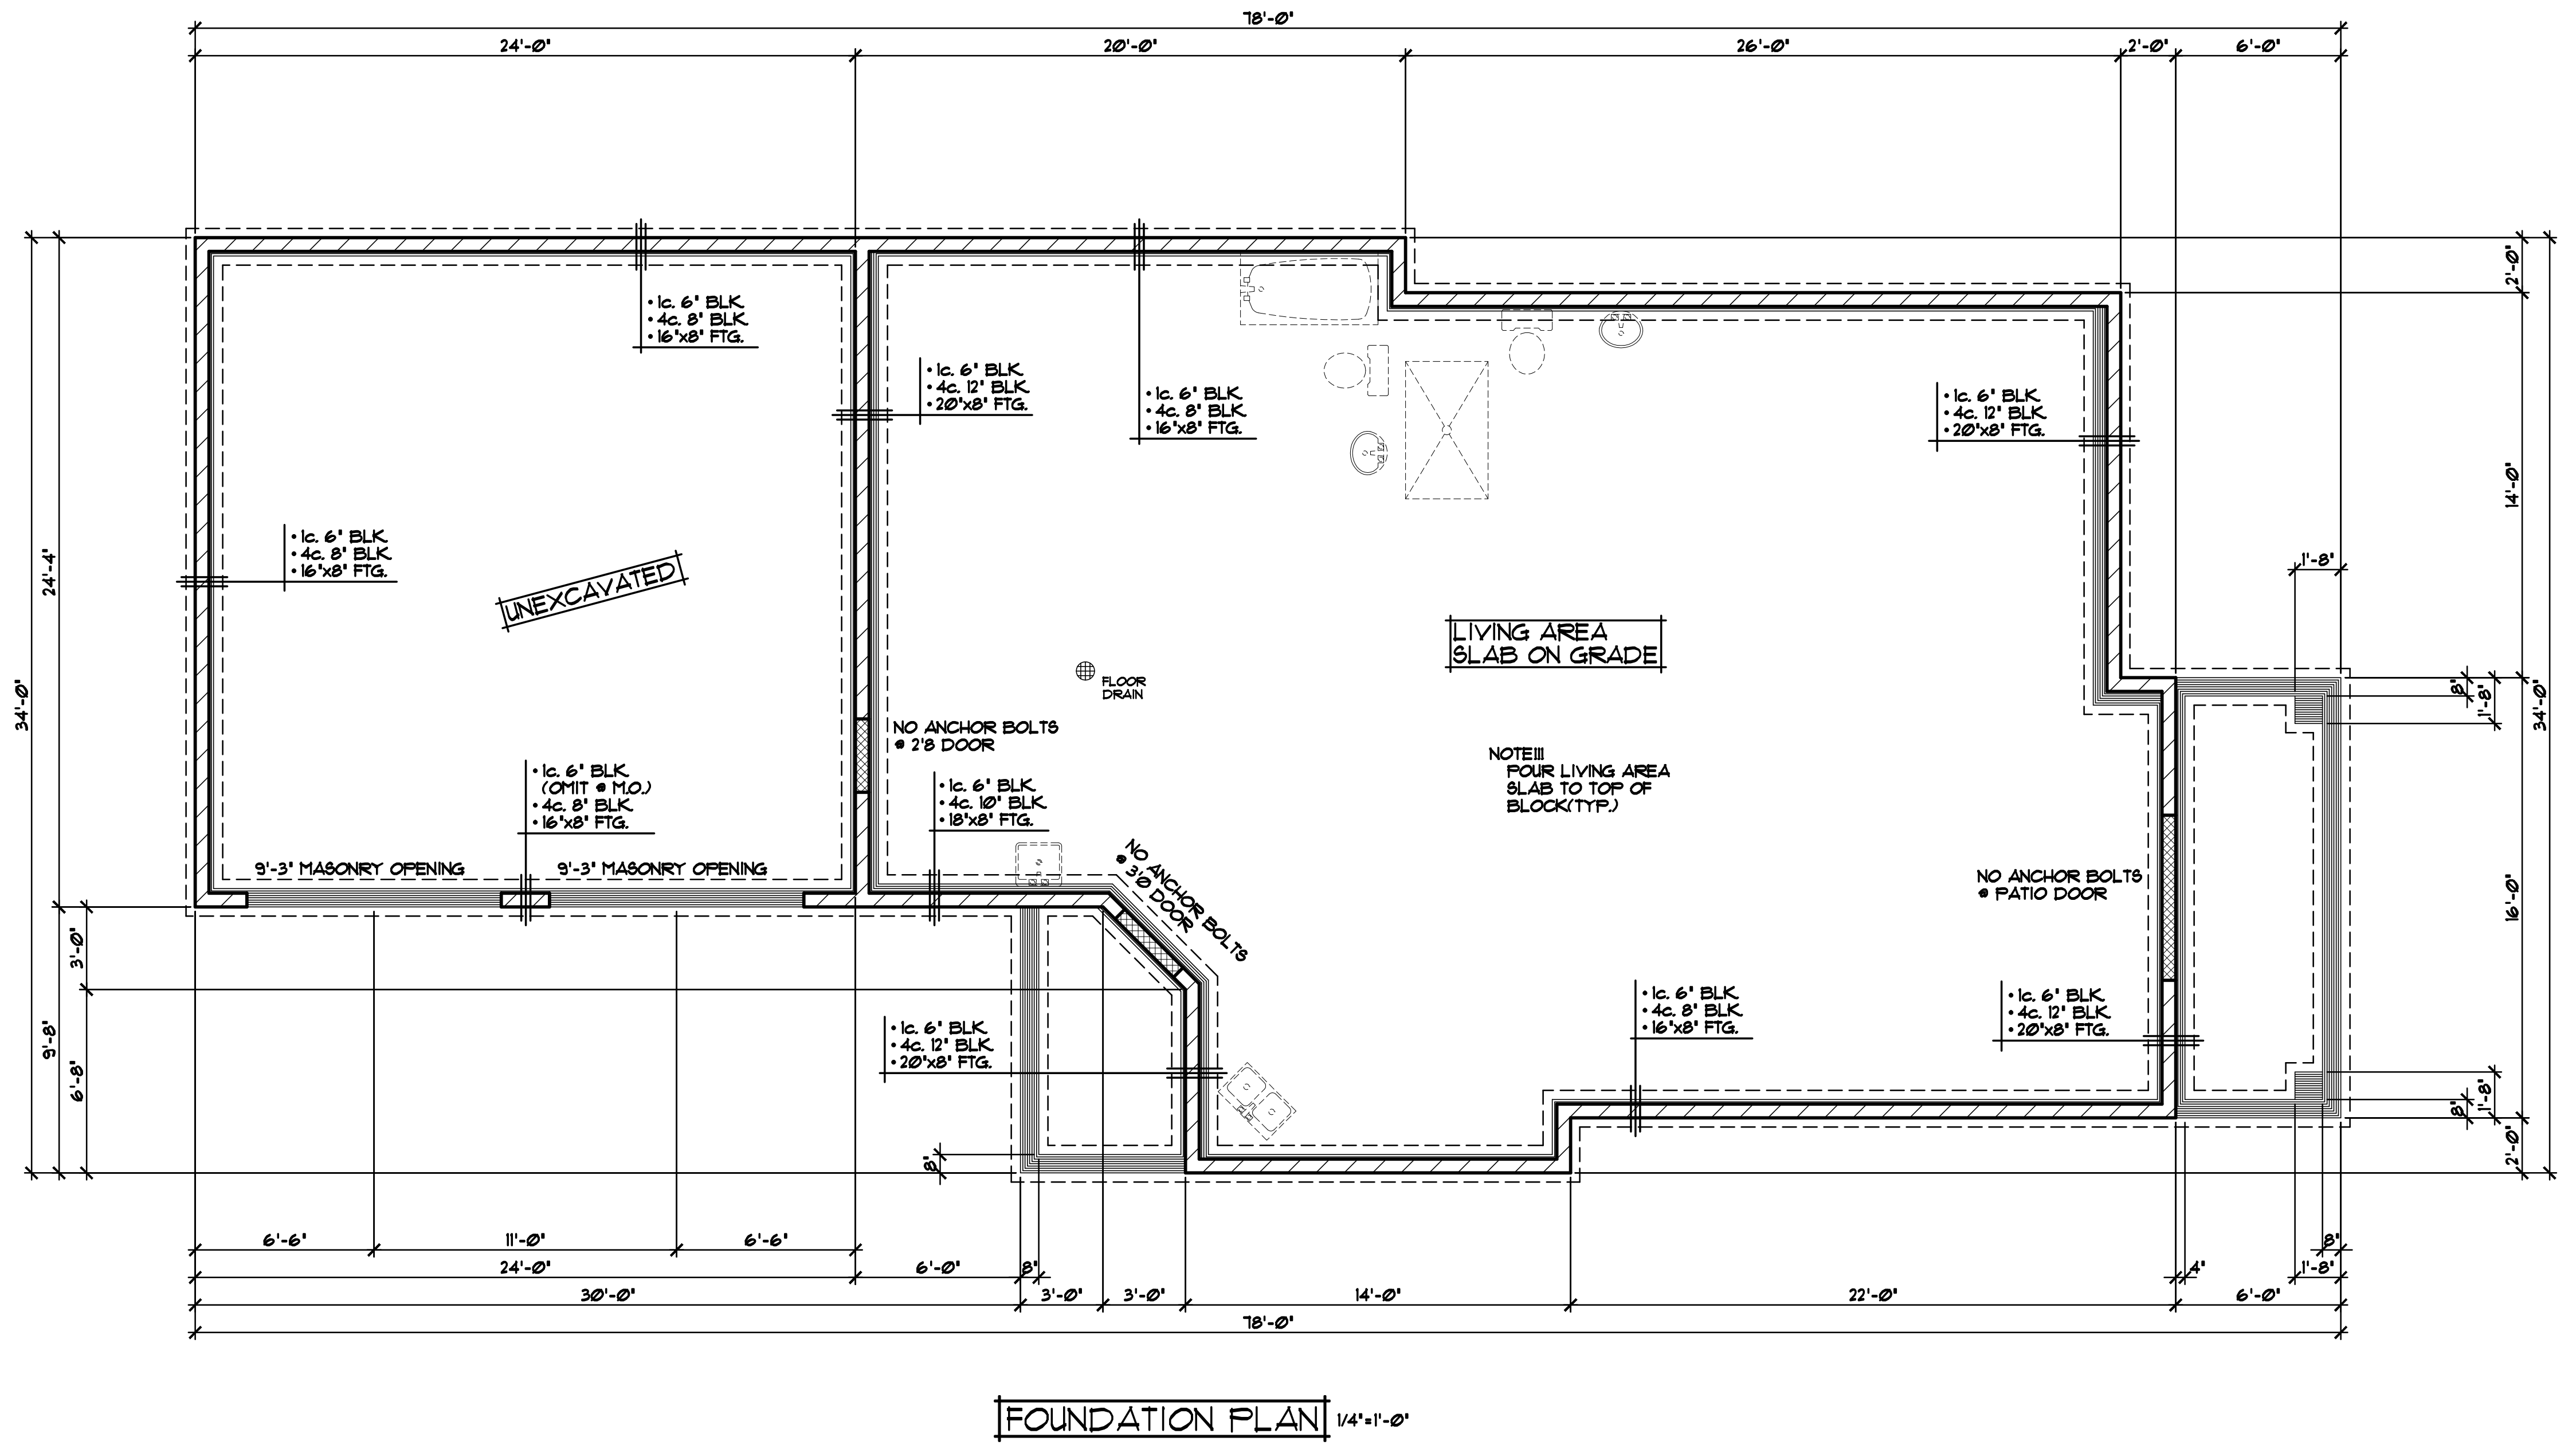 78'-0"
24'-0"
20'-0"
26'-0"
2'-0"
6'-0"
• 1c. 6" BLK.
• 4c. 8" BLK.
• 16"x8" FTG.
• 1c. 6" BLK.
• 4c. 12" BLK.
• 20"x8" FTG.
• 1c. 6" BLK.
• 4c. 8" BLK.
• 16"x8" FTG.
• 1c. 6" BLK.
• 4c. 12" BLK.
• 20"x8" FTG.
2'-0"
14'-0"
34'-0"
24'-4"
34'-0"
• 1c. 6" BLK.
• 4c. 8" BLK.
• 16"x8" FTG.
UNEXCAVATED
LIVING AREA
SLAB ON GRADE
1'-8"
FLOOR
DRAIN
8"
1'-8"
NO ANCHOR BOLTS
@ 2'8 DOOR
NOTE!!!
POUR LIVING AREA
SLAB TO TOP OF
BLOCK(TYP.)
• 1c. 6" BLK.
(OMIT @ M.O.)
• 4c. 8" BLK.
• 16"x8" FTG.
• 1c. 6" BLK.
• 4c. 10" BLK.
• 18"x8" FTG.
9'-3" MASONRY OPENING
9'-3" MASONRY OPENING
NO ANCHOR BOLTS
@ 3'0 DOOR
NO ANCHOR BOLTS
@ PATIO DOOR
16'-0"
3'-0"
9'-8"
6'-8"
• 1c. 6" BLK.
• 4c. 12" BLK.
• 20"x8" FTG.
• 1c. 6" BLK.
• 4c. 8" BLK.
• 16"x8" FTG.
• 1c. 6" BLK.
• 4c. 12" BLK.
• 20"x8" FTG.
8"
1'-8"
2'-0"
8"
6'-6"
11'-0"
6'-6"
8"
24'-0"
6'-0"
8"
4"
1'-8"
30'-0"
3'-0"
3'-0"
14'-0"
22'-0"
6'-0"
78'-0"
FOUNDATION PLAN
1/4"=1'-0"